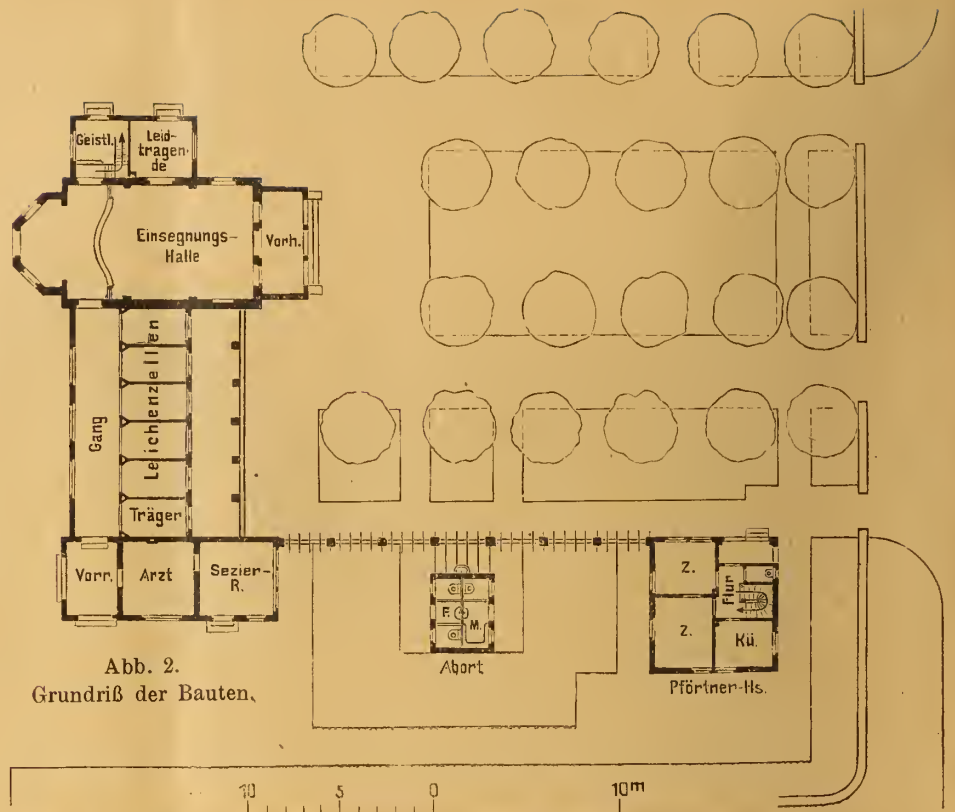 Geistl.
Leid-
tragen-
de
Einsegnungs-
Halle
Vorh.
Gang
Leichenzellen
Träger
Vorr.
Arzt
Sezier-
R.
Z.
Flur
F.
M.
Z.
Kü.
Abort
Pförtner-Hs.
Abb. 2.
Grundriß der Bauten.
10 5 0 10m